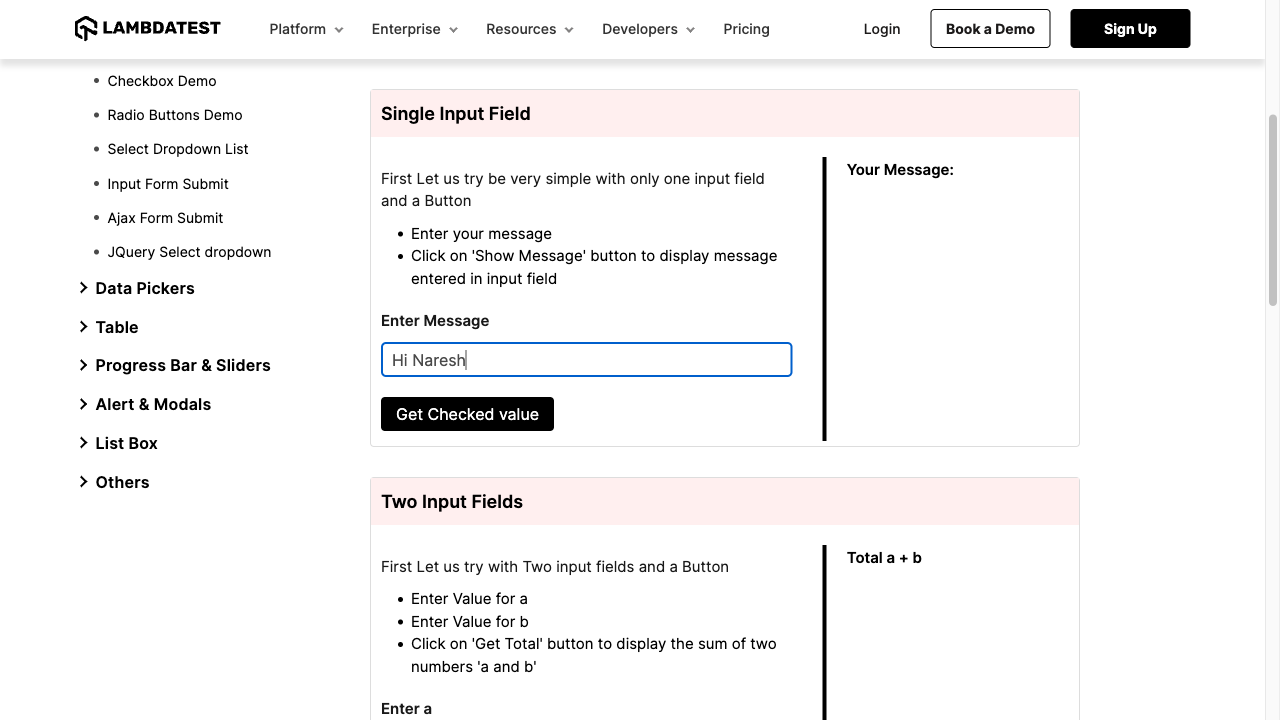 LAMBDATEST
Platform
Enterprise
Resources
Developers
Pricing
Login
Book a Demo
Sign Up
Checkbox Demo
Radio Buttons Demo
Select Dropdown List
Input Form Submit
Ajax Form Submit
JQuery Select dropdown
Data Pickers
Table
Progress Bar & Sliders
Alert & Modals
List Box
Others
Single Input Field
First Let us try be very simple with only one input field
and a Button
Enter your message
Click on 'Show Message' button to display message
entered in input field
Enter Message
Hi Naresh
Get Checked value
Your Message:
Two Input Fields
First Let us try with Two input fields and a Button
Enter Value for a
Enter Value for b
Click on 'Get Total' button to display the sum of two
numbers 'a and b'
Enter a
Total a + b